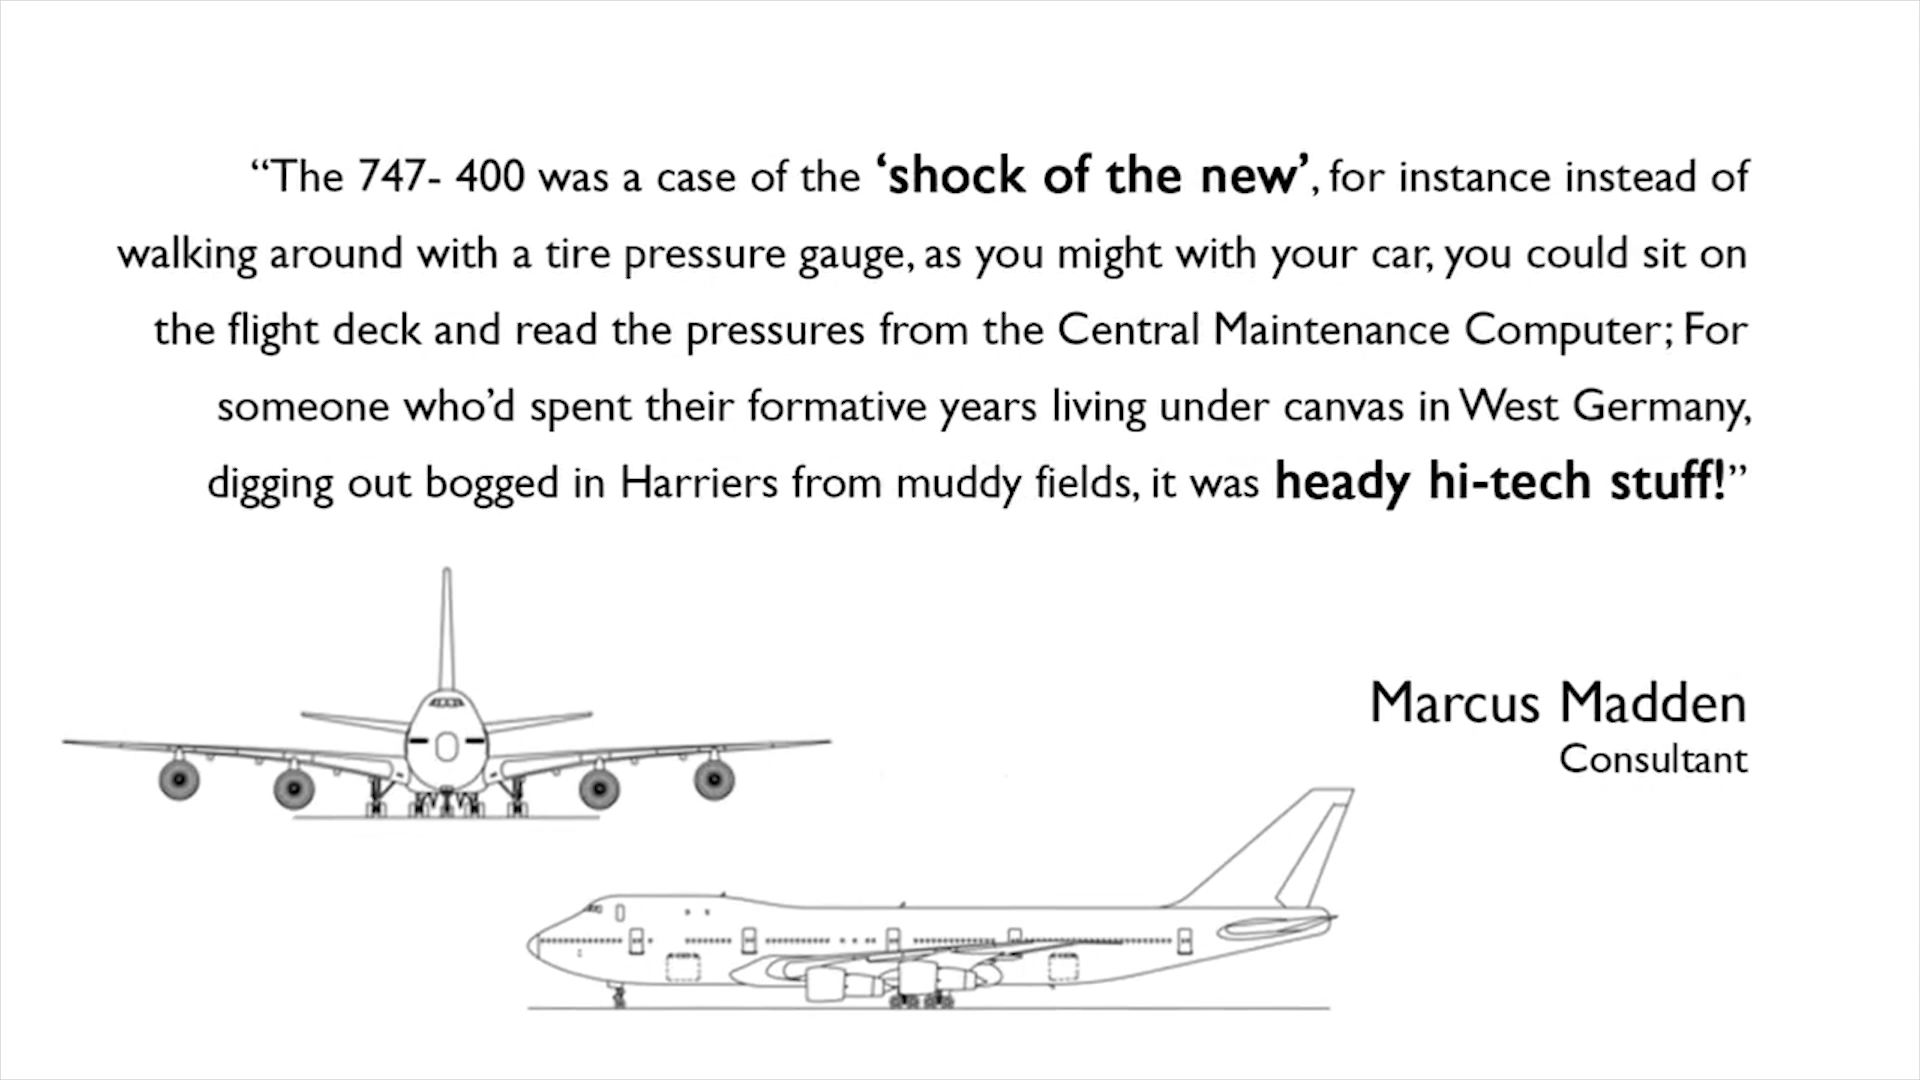 “The 747- 400 was a case of the ‘shock of the new’, for instance instead of
walking around with a tire pressure gauge, as you might with your car, you could sit on
the flight deck and read the pressures from the Central Maintenance Computer; For
someone who’d spent their formative years living under canvas in West Germany,
digging out bogged in Harriers from muddy fields, it was heady hi-tech stuff!”
Marcus Madden
Consultant